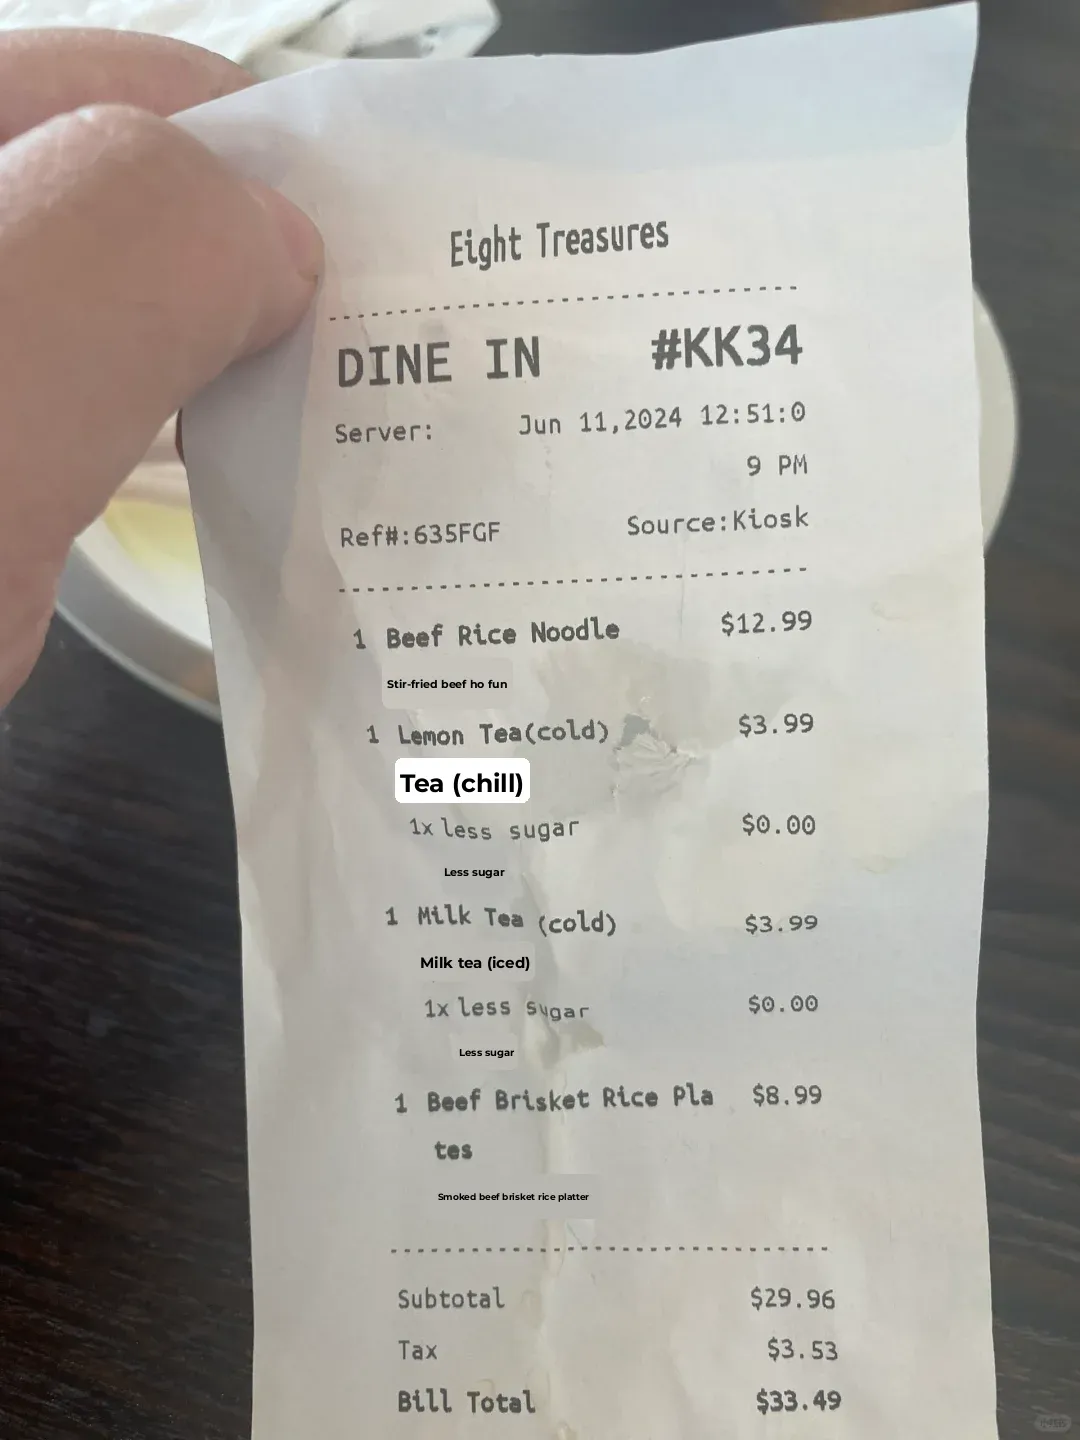 Eight Treasures
DINE IN #KK34
Server: Jun 11,2024 12:51:0
9 PM
Ref#:635FGF Source:Kiosk
1 Beef Rice Noodle $12.99
Stir-fried beef ho fun
1 Lemon Tea(cold) $3.99
Tea (chill)
1x less sugar $0.00
Less sugar
1 Milk Tea (cold) $3.99
Milk tea (iced)
1x less sugar $0.00
Less sugar
1 Beef Brisket Rice Pla $8.99
tes
Smoked beef brisket rice platter
Subtotal $29.96
Tax $3.53
Bill Total $33.49